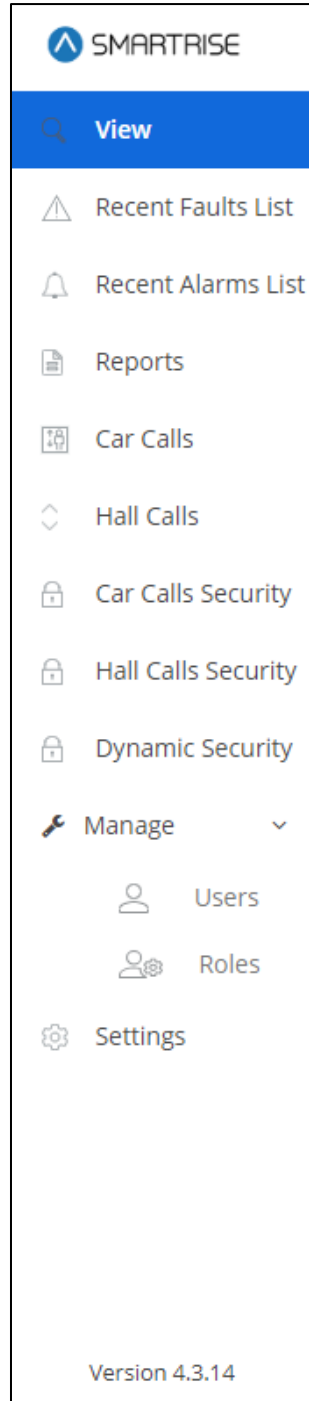 SMARTRISE
View
Recent Faults List
Recent Alarms List
Reports
Car Calls
Hall Calls
Car Calls Security
Hall Calls Security
Dynamic Security
Manage
Users
Roles
Settings
Version 4.3.14